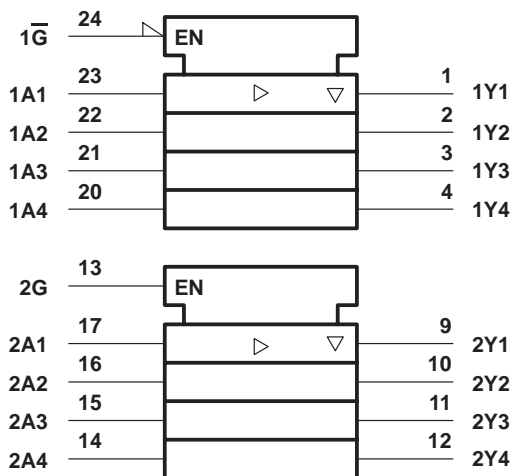 1G̅ 24 EN
1A1 23 1 1Y1
1A2 22 2 1Y2
1A3 21 3 1Y3
1A4 20 4 1Y4
2G 13 EN
2A1 17 9 2Y1
2A2 16 10 2Y2
2A3 15 11 2Y3
2A4 14 12 2Y4